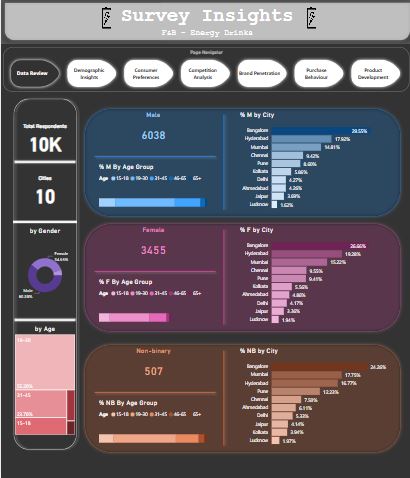 Survey Insights
F&B - Energy Drinks
Page Navigator
Data Review
Demographic Insights
Consumer Preferences
Competition Analysis
Brand Penetration
Purchase Behaviour
Product Development
Total Respondents
10K
Cities
10
by Gender
Female
34.55%
Male
60.38%
by Age
19-30
55.20%
31-45
23.76%
15-18
Male
6038
% M By Age Group
Age 15-18 19-30 31-45 46-65 65+
% M by City
Bangalore 28.55%
Hyderabad 17.92%
Mumbai 14.81%
Chennai 9.42%
Pune 8.60%
Kolkata 5.86%
Delhi 4.27%
Ahmedabad 4.26%
Jaipur 3.69%
Lucknow 1.62%
Female
3455
% F By Age Group
Age 15-18 19-30 31-45 46-65 65+
% F by City
Bangalore 26.66%
Hyderabad 19.28%
Mumbai 15.22%
Chennai 9.55%
Pune 9.41%
Kolkata 5.56%
Ahmedabad 4.86%
Delhi 4.17%
Jaipur 3.36%
Lucknow 1.94%
Non-binary
507
% NB By Age Group
Age 15-18 19-30 31-45 46-65 65+
% NB by City
Bangalore 24.26%
Mumbai 17.75%
Hyderabad 16.77%
Pune 12.23%
Chennai 7.50%
Ahmedabad 6.11%
Delhi 5.33%
Jaipur 4.14%
Kolkata 3.94%
Lucknow 1.97%